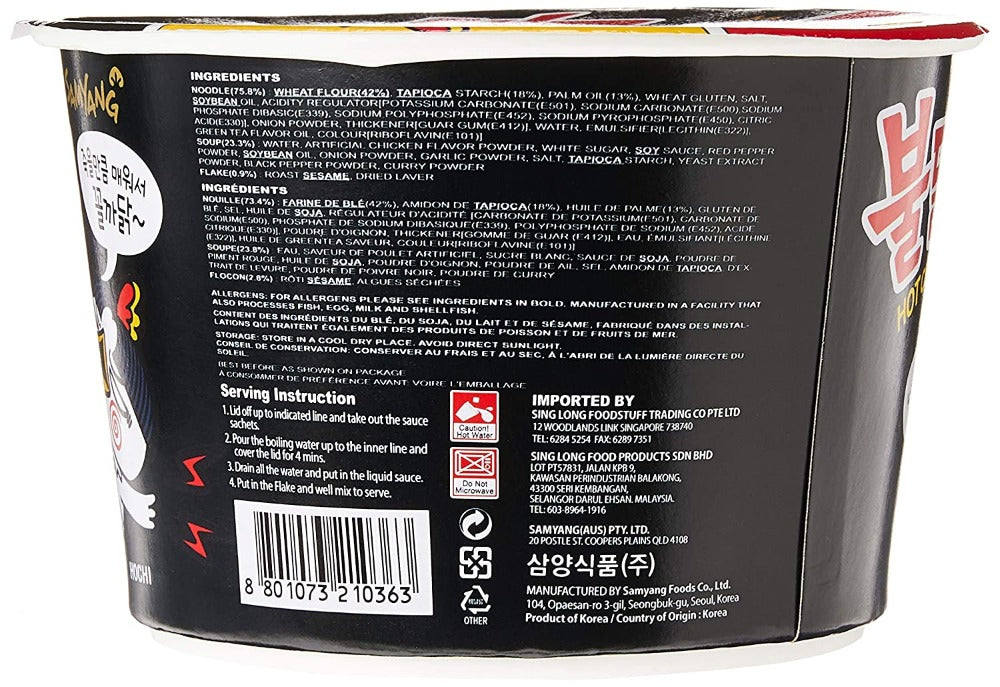 SAMYANG
죽을만큼 매워서
꼴까닭~
HOCHI
INGREDIENTS
NOODLE(75.8%) : WHEAT FLOUR(42%), TAPIOCA STARCH(18%), PALM OIL (13%), WHEAT GLUTEN, SALT,
SOYBEAN OIL, ACIDITY REGULATOR[POTASSIUM CARBONATE(E501), SODIUM CARBONATE(E500), SODIUM
PHOSPHATE DIBASIC(E339), SODIUM POLYPHOSPHATE(E452), SODIUM PYROPHOSPHATE(E450), CITRIC
ACID(E330)], ONION POWDER, THICKENER[GUAR GUM(E412)], WATER, EMULSIFIER[LECITHIN(E322)],
GREEN TEA FLAVOR OIL, COLOUR[RIBOFLAVIN(E101)]
SOUP(23.3%) : WATER, ARTIFICIAL CHICKEN FLAVOR POWDER, WHITE SUGAR, SOY SAUCE, RED PEPPER
POWDER, SOYBEAN OIL, ONION POWDER, GARLIC POWDER, SALT, TAPIOCA STARCH, YEAST EXTRACT
POWDER, BLACK PEPPER POWDER, CURRY POWDER
FLAKE(0.9%) : ROAST SESAME, DRIED LAVER
INGRÉDIENTS
NOUILLE(73.4%) : FARINE DE BLÉ(42%), AMIDON DE TAPIOCA(18%), HUILE DE PALME(13%), GLUTEN DE
BLÉ, SEL, HUILE DE SOJA, RÉGULATEUR D'ACIDITÉ [CARBONATE DE POTASSIUM(E501), CARBONATE DE
SODIUM(E500), PHOSPHATE DE SODIUM DIBASIQUE(E339), POLYPHOSPHATE DE SODIUM (E452), ACIDE
CITRIQUE(E330)], POUDRE D'OIGNON, THICKENER[GOMME DE GUAR (E412)], EAU, ÉMULSIFIANT[LÉCITHINE
(E322)], HUILE DE GREENTEA SAVEUR, COULEUR[RIBOFLAVINE(E101)]
SOUPE(23.8%) : EAU, SAVEUR DE POULET ARTIFICIEL, SUCRE BLANC, SAUCE DE SOJA, POUDRE DE
PIMENT ROUGE, HUILE DE SOJA, POUDRE D'OIGNON, POUDRE DE AIL, SEL, AMIDON DE TAPIOCA, D'EX-
TRAIT DE LEVURE, POUDRE DE POIVRE NOIR, POUDRE DE CURRY
FLOCON(2.8%) : RÔTI SÉSAME, ALGUES SÉCHÉES
ALLERGENS: FOR ALLERGENS PLEASE SEE INGREDIENTS IN BOLD. MANUFACTURED IN A FACILITY THAT
ALSO PROCESSES FISH, EGG, MILK AND SHELLFISH.
CONTIENT DES INGRÉDIENTS DU BLÉ, DU SOJA, DU LAIT ET DE SÉSAME, FABRIQUÉ DANS DES INSTAL-
LATIONS QUI TRAITENT ÉGALEMENT DES PRODUITS DE POISSON ET DE FRUITS DE MER.
STORAGE: STORE IN A COOL DRY PLACE. AVOID DIRECT SUNLIGHT.
CONSEIL DE CONSERVATION: CONSERVER AU FRAIS ET AU SEC, À L'ABRI DE LA LUMIÈRE DIRECTE DU
SOLEIL.
BEST BEFORE: AS SHOWN ON PACKAGE
À CONSOMMER DE PRÉFÉRENCE AVANT: VOIRE L'EMBALLAGE
Serving Instruction
1. Lid off up to indicated line and take out the sauce
sachets.
2. Pour the boiling water up to the inner line and
cover the lid for 4 mins.
3. Drain all the water and put in the liquid sauce.
4. Put in the Flake and well mix to serve.
8 801073 210363
Caution!
Hot Water
Do Not
Microwave
OTHER
IMPORTED BY
SING LONG FOODSTUFF TRADING CO PTE LTD
12 WOODLANDS LINK SINGAPORE 738740
TEL: 6284 5254 FAX: 6289 7351
SING LONG FOOD PRODUCTS SDN BHD
LOT PT57831, JALAN KPB 9,
KAWASAN PERINDUSTRIAN BALAKONG,
43300 SERI KEMBANGAN,
SELANGOR DARUL EHSAN. MALAYSIA.
TEL: 603-8964-1916
SAMYANG(AUS) PTY. LTD.
20 POSTLE ST. COOPERS PLAINS QLD 4108
삼양식품(주)
MANUFACTURED BY Samyang Foods Co., Ltd.
104, Opaesan-ro 3-gil, Seongbuk-gu, Seoul, Korea
Product of Korea / Country of Origin : Korea
불
HOT